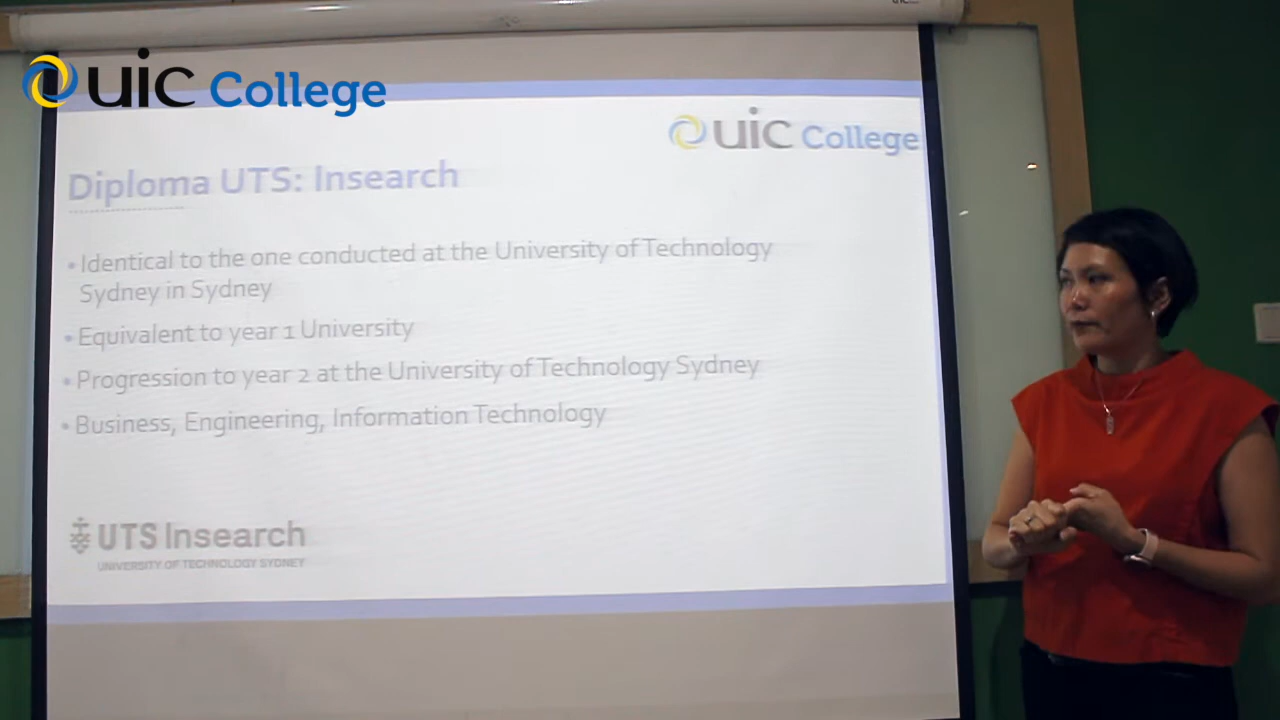 uic College
uic College
Diploma UTS: Insearch
• Identical to the one conducted at the University of Technology
Sydney in Sydney
• Equivalent to year 1 University
• Progression to year 2 at the University of Technology Sydney
• Business, Engineering, Information Technology
UTS Insearch
UNIVERSITY OF TECHNOLOGY SYDNEY